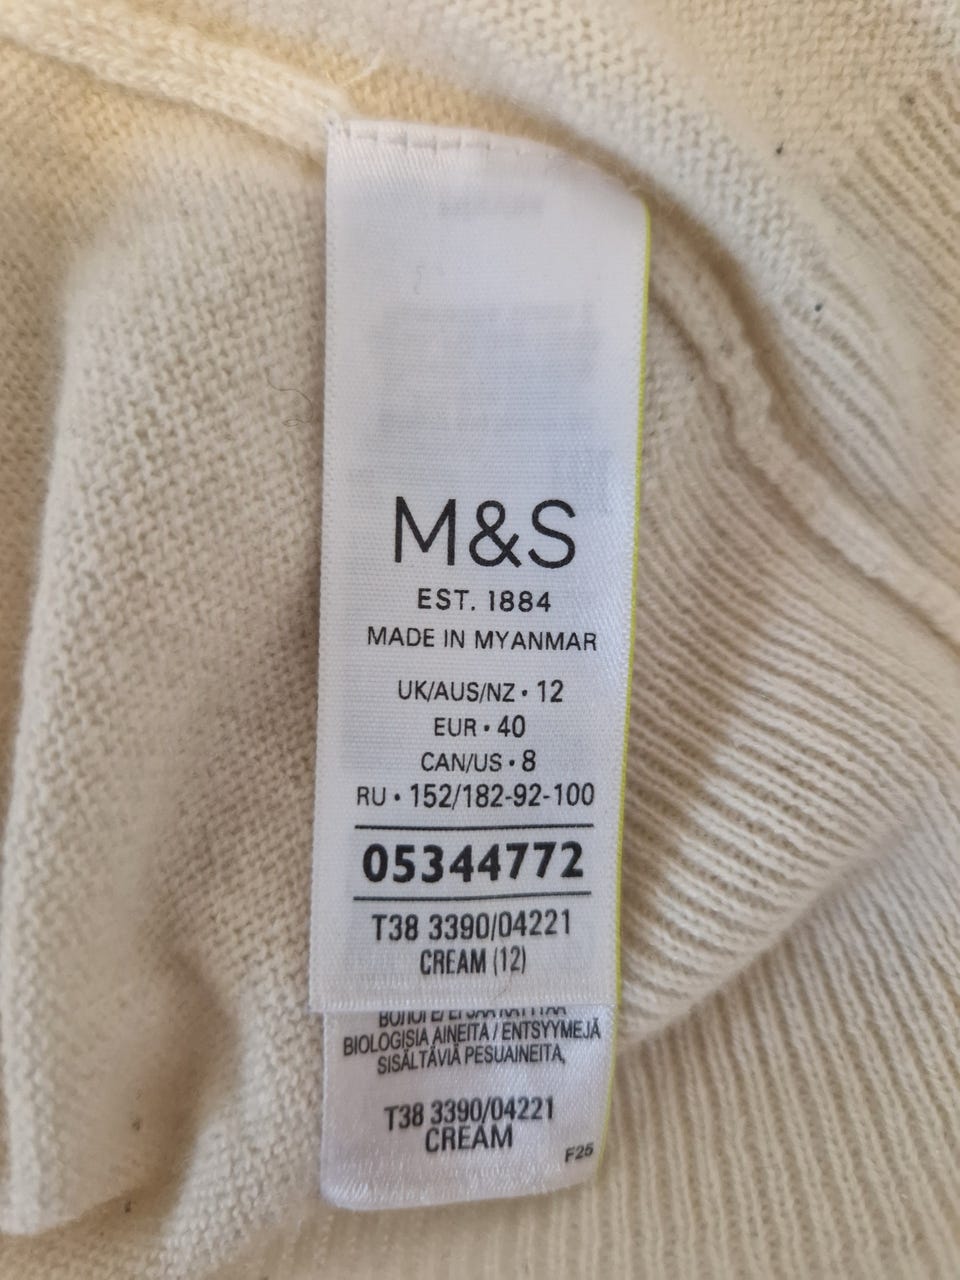 M&S
EST. 1884
MADE IN MYANMAR
UK/AUS/NZ • 12
EUR • 40
CAN/US • 8
RU • 152/182-92-100
05344772
T38 3390/04221
CREAM (12)
BIOLOGISIA AINEITA / ENTSYYMEJÄ
SISÄLTÄVIÄ PESUAINEITA,
T38 3390/04221
CREAM
F25